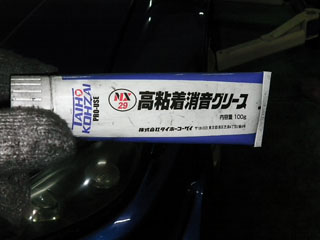 TAIHO
KOHZAI
PRO-USE
NX
29
高粘着消音グリース
内容量 100g
株式会社タイホーコーザイ